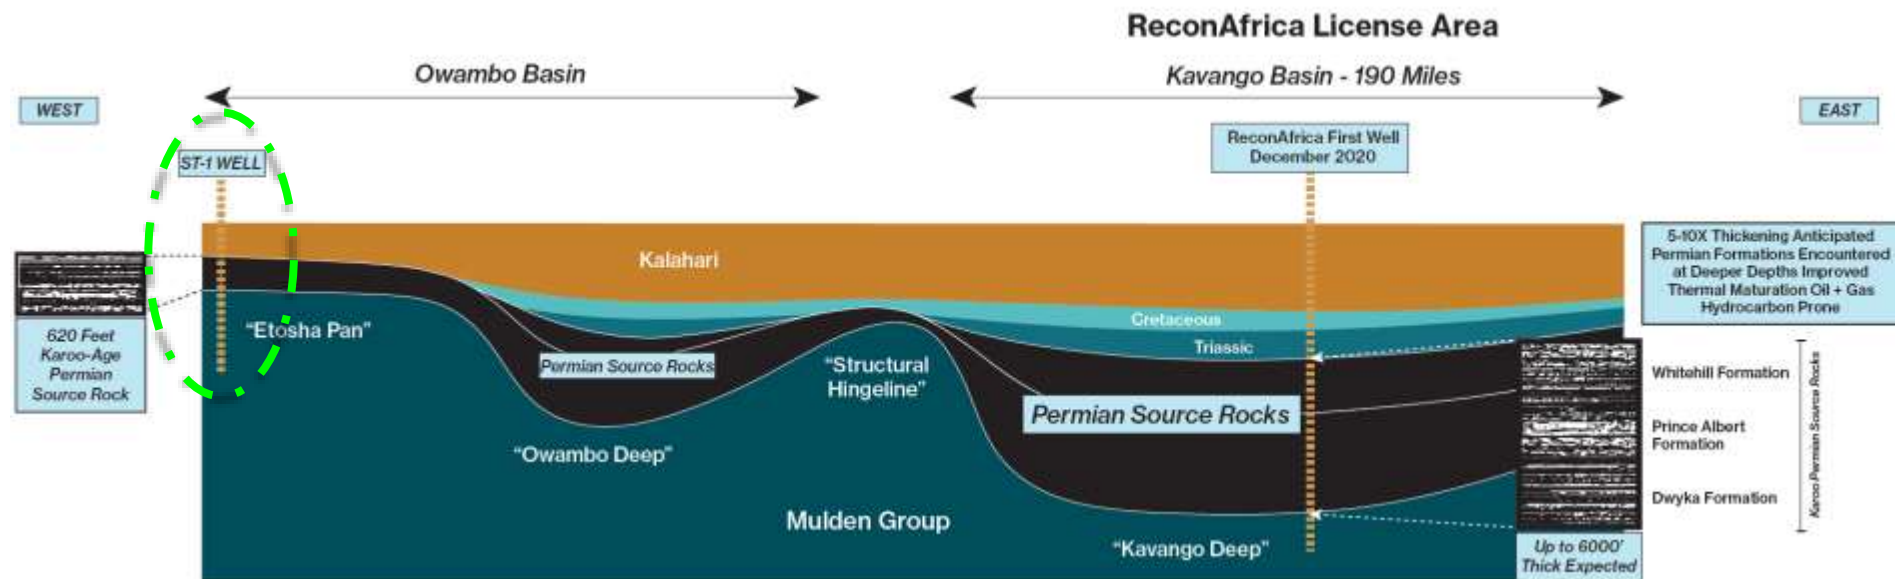 ReconAfrica License Area
Owambo Basin
Kavango Basin - 190 Miles
WEST
EAST
ST-1 WELL
ReconAfrica First Well
December 2020
Kalahari
5-10X Thickening Anticipated
Permian Formations Encountered
at Deeper Depths Improved
Thermal Maturation Oil + Gas
Hydrocarbon Prone
620 Feet
Karoo-Age
Permian
Source Rock
"Etosha Pan"
Permian Source Rocks
"Structural
Hingeline"
Cretaceous
Triassic
Permian Source Rocks
Whitehill Formation
Prince Albert
Formation
Dwyka Formation
Karoo Permian Source Rocks
"Owambo Deep"
Mulden Group
"Kavango Deep"
Up to 6000'
Thick Expected